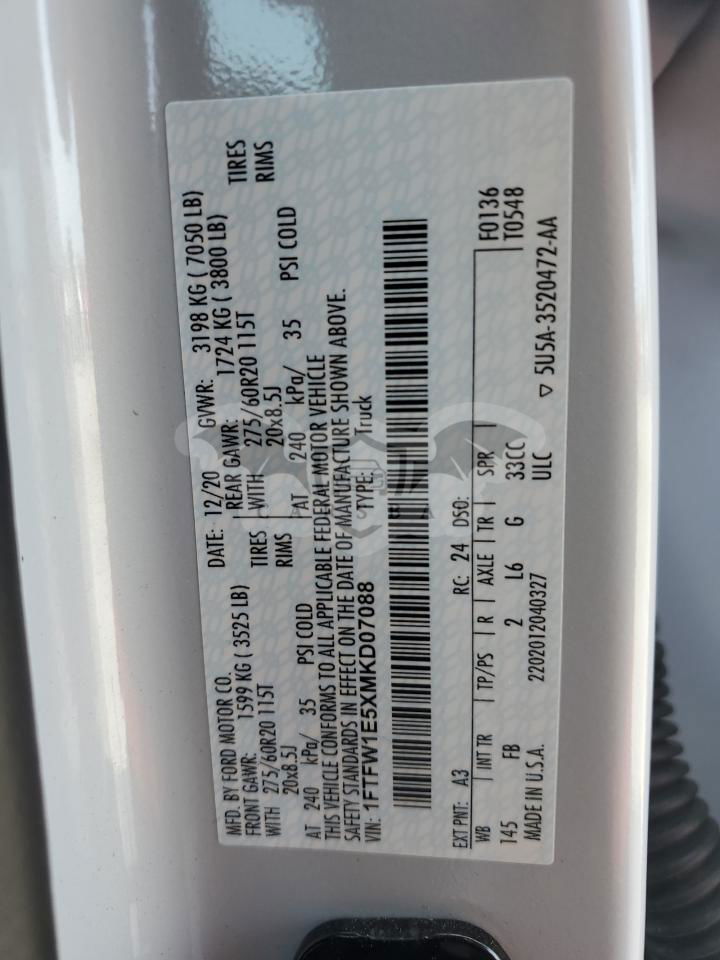 MFD. BY FORD MOTOR CO.
DATE: 12/20 GVWR: 3198 KG ( 7050 LB)
FRONT GAWR: 1599 KG ( 3525 LB) REAR GAWR: 1724 KG ( 3800 LB)
WITH 275/60R20 115T TIRES WITH 275/60R20 115T TIRES
20x8.5J RIMS 20x8.5J RIMS
AT 240 kPa/ 35 PSI COLD AT 240 kPa/ 35 PSI COLD
THIS VEHICLE CONFORMS TO ALL APPLICABLE FEDERAL MOTOR VEHICLE
SAFETY STANDARDS IN EFFECT ON THE DATE OF MANUFACTURE SHOWN ABOVE.
VIN: 1FTFW1E5XMKD07088 TYPE: Truck
EXT PNT: A3 RC: 24 DSO: F0136
WB INT TR TP/PS R AXLE TR SPR T0548
145 FB 2 L6 G 33CC
MADE IN U.S.A. 2202012040327 ULC 5U5A-3520472-AA